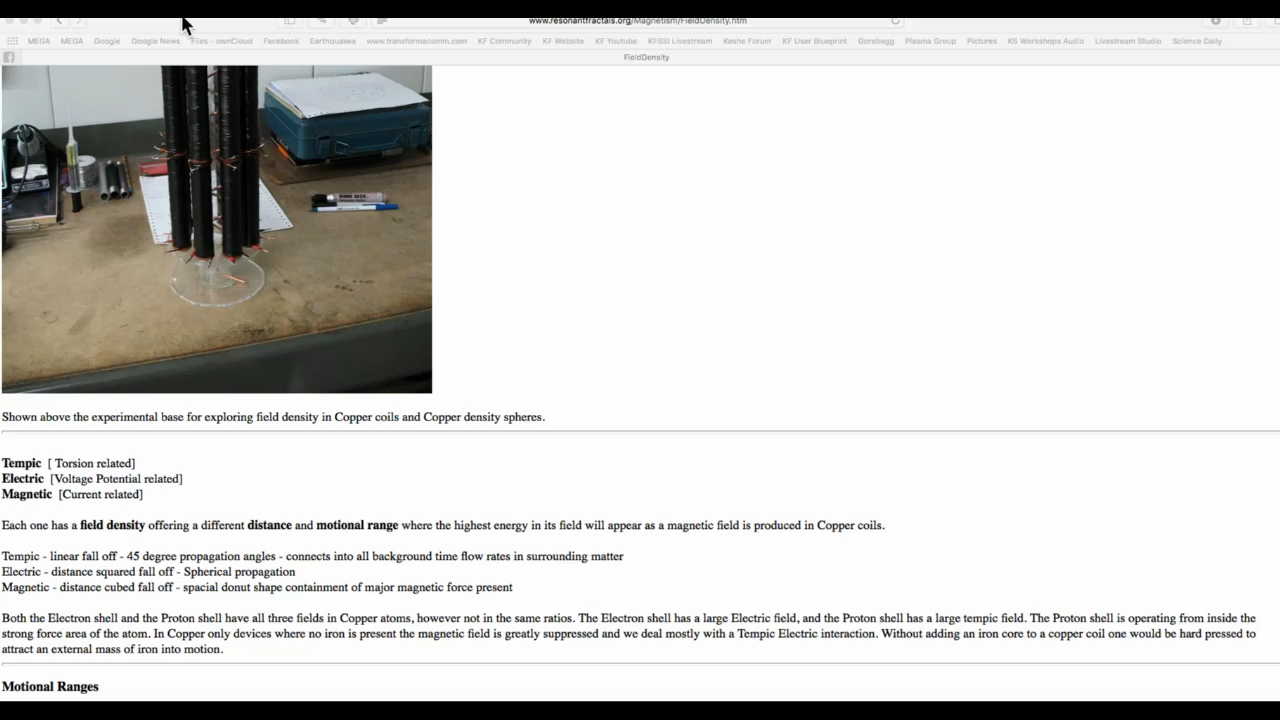 www.resonantfractals.org/Magnetism/FieldDensity.htm
MEGA MEGA Google Google News Files - ownCloud Facebook Earthquakes www.transformacomm.com KF Community KF Website KF Youtube KFSSI Livestream Keshe Forum KF User Blueprint Gorebagg Plasma Group Pictures KS Workshops Audio Livestream Studio Science Daily
FieldDensity
Shown above the experimental base for exploring field density in Copper coils and Copper density spheres.
Tempic [ Torsion related]
Electric [Voltage Potential related]
Magnetic [Current related]
Each one has a field density offering a different distance and motional range where the highest energy in its field will appear as a magnetic field is produced in Copper coils.
Tempic - linear fall off - 45 degree propagation angles - connects into all background time flow rates in surrounding matter
Electric - distance squared fall off - Spherical propagation
Magnetic - distance cubed fall off - spacial donut shape containment of major magnetic force present
Both the Electron shell and the Proton shell have all three fields in Copper atoms, however not in the same ratios. The Electron shell has a large Electric field, and the Proton shell has a large tempic field. The Proton shell is operating from inside the
strong force area of the atom. In Copper only devices where no iron is present the magnetic field is greatly suppressed and we deal mostly with a Tempic Electric interaction. Without adding an iron core to a copper coil one would be hard pressed to
attract an external mass of iron into motion.
Motional Ranges